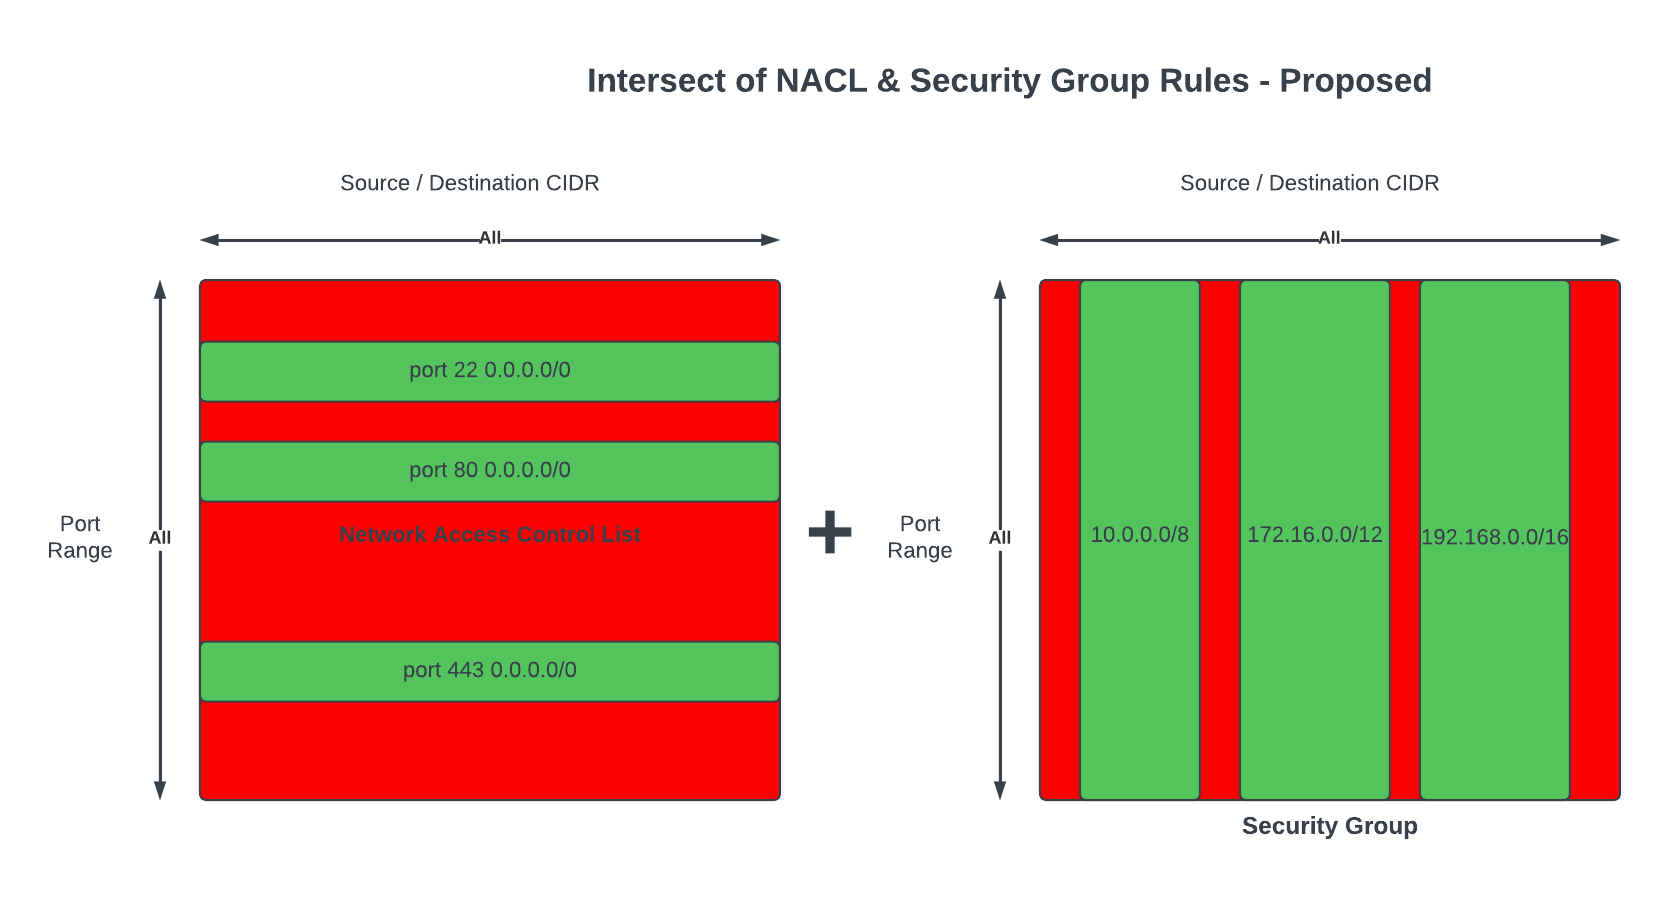 Intersect of NACL & Security Group Rules - Proposed
Source / Destination CIDR
All
Port
Range
All
port 22 0.0.0.0/0
port 80 0.0.0.0/0
Network Access Control List
port 443 0.0.0.0/0
+
Source / Destination CIDR
All
Port
Range
All
10.0.0.0/8
172.16.0.0/12
192.168.0.0/16
Security Group